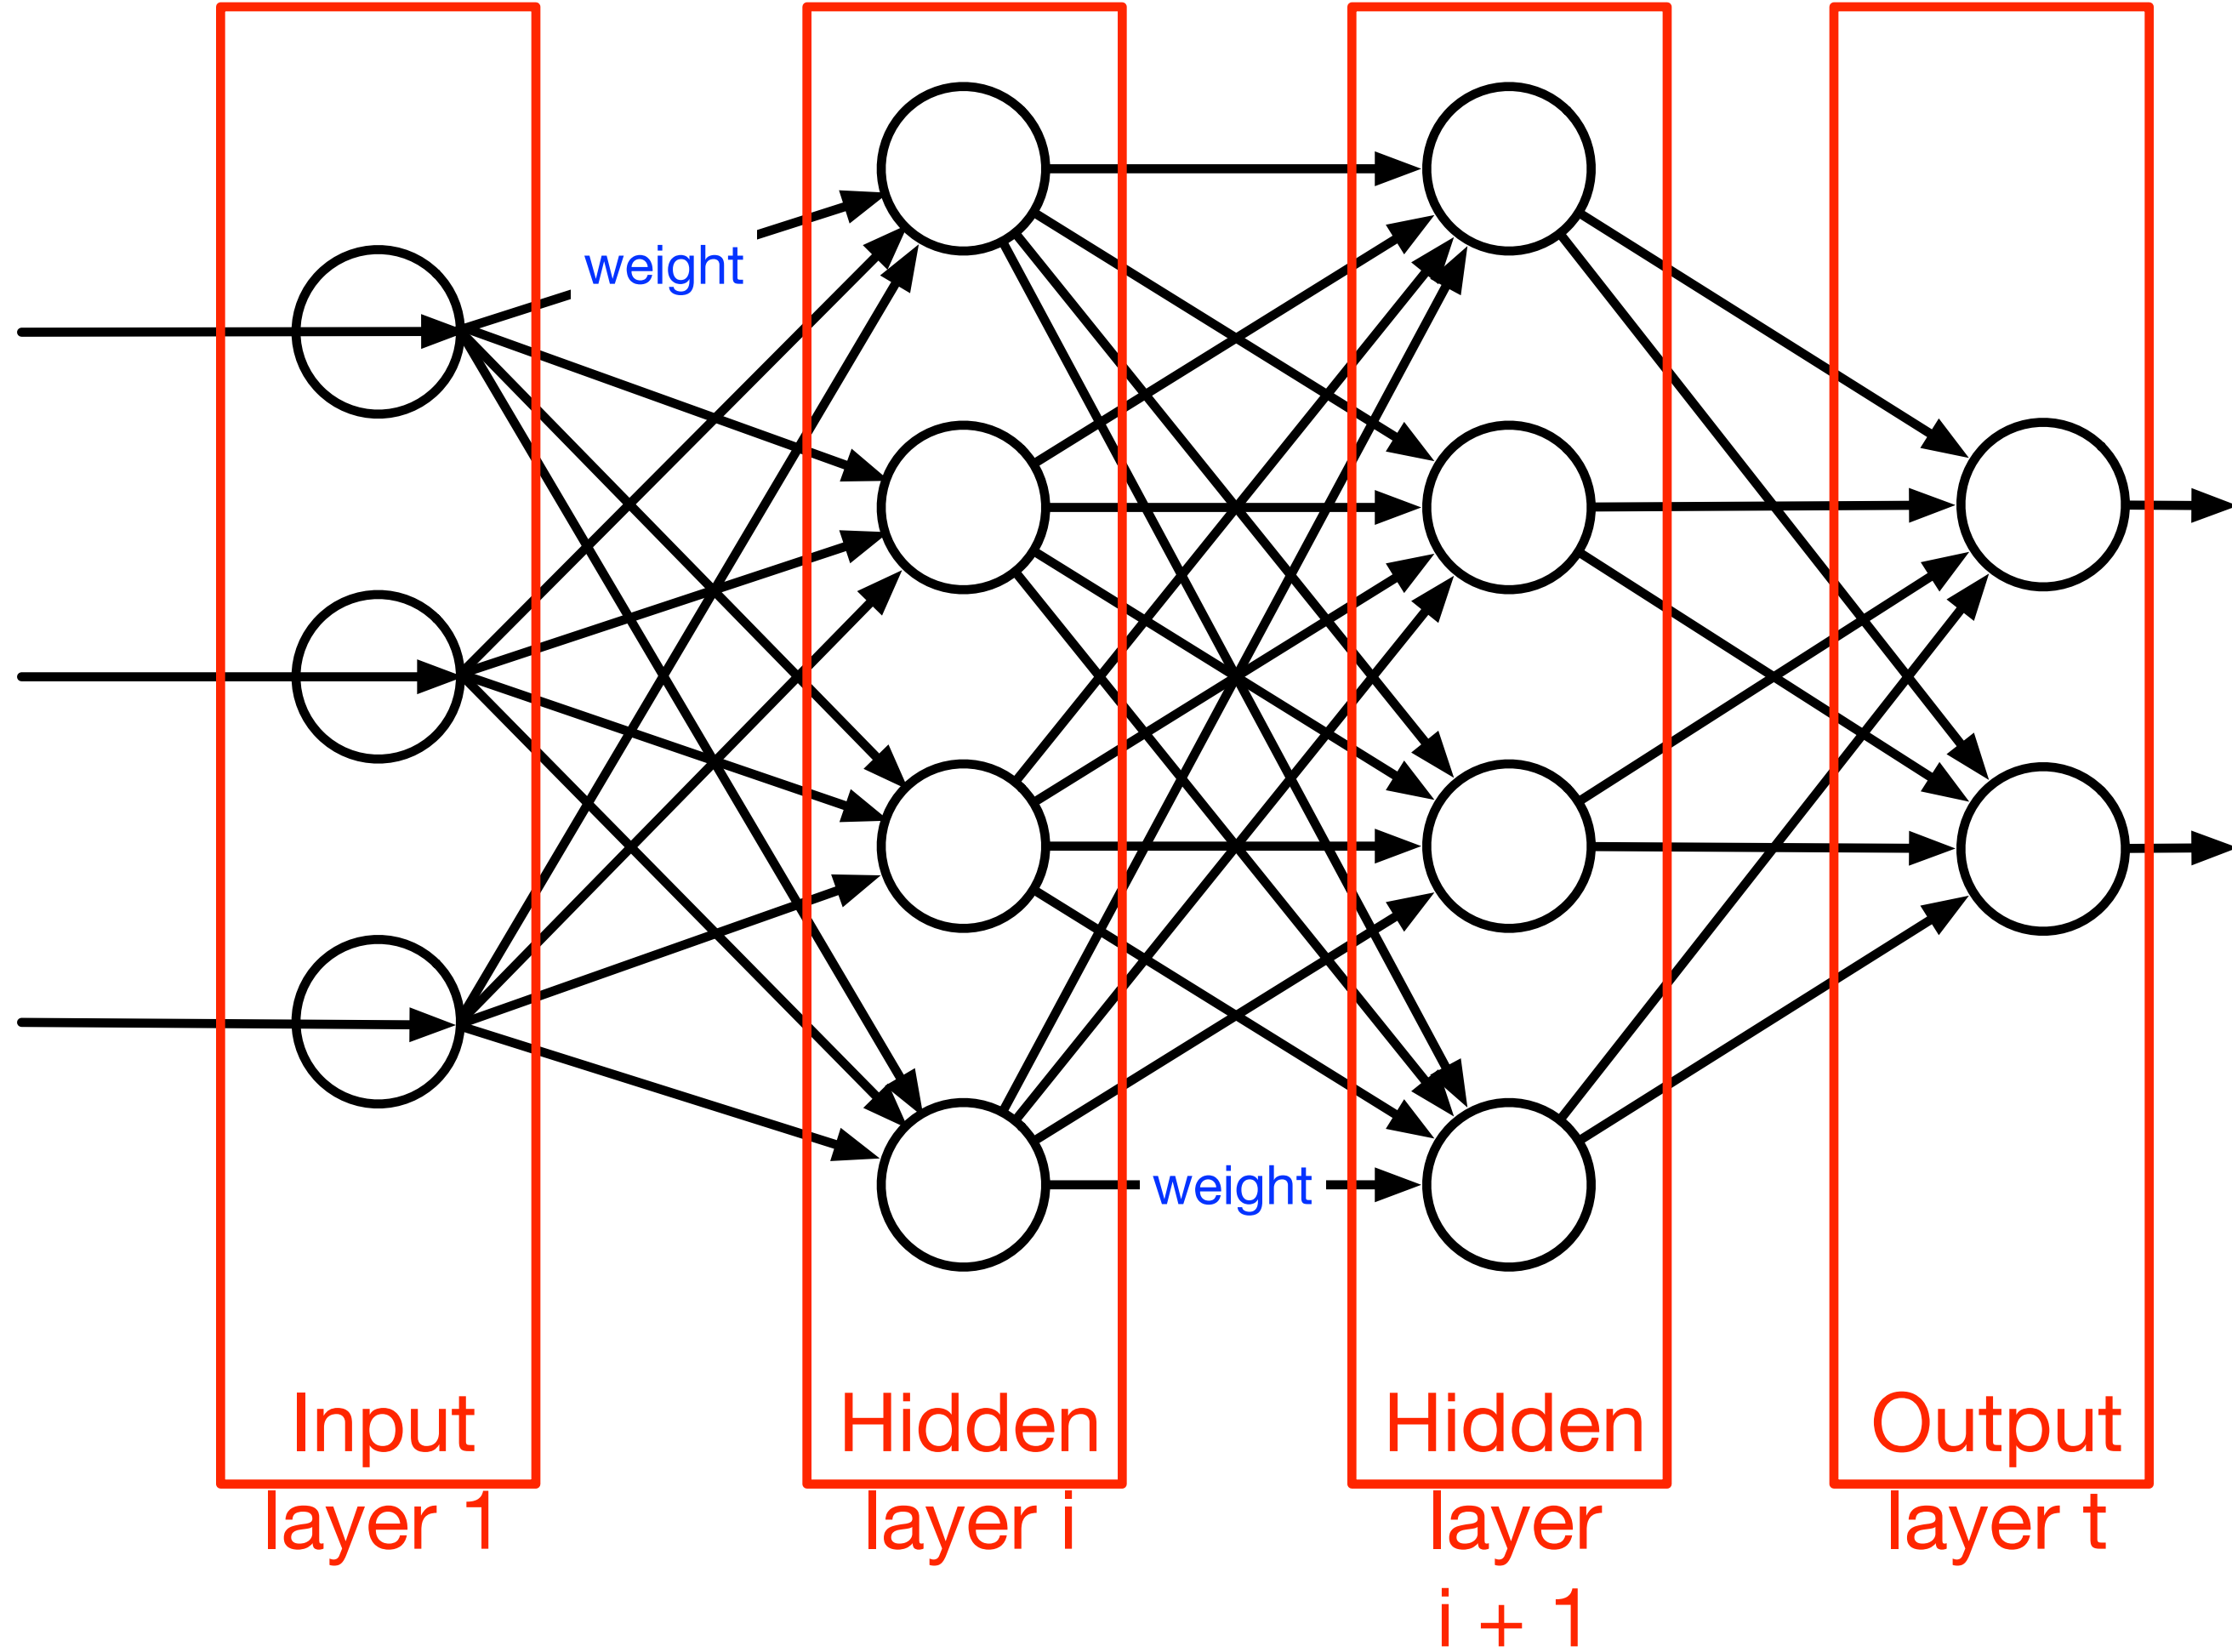 weight
weight
Input
layer 1
Hidden
layer i
Hidden
layer
i + 1
Output
layer t